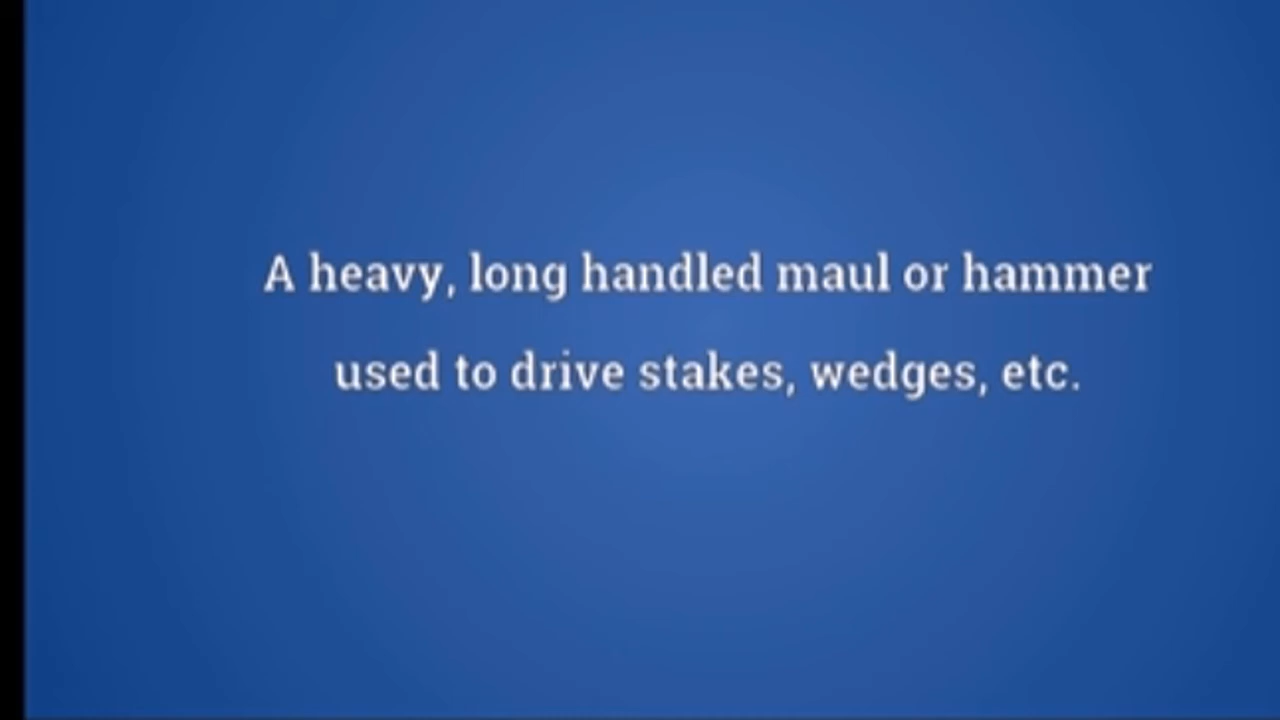 A heavy, long handled maul or hammer
used to drive stakes, wedges, etc.